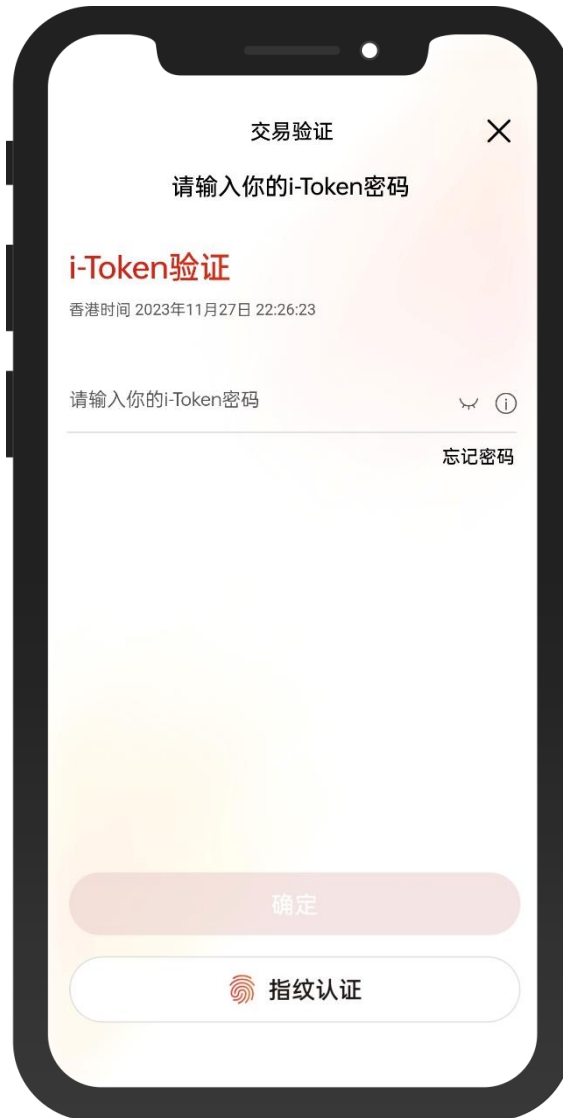 交易验证
请输入你的i-Token密码
i-Token验证
香港时间 2023年11月27日 22:26:23
请输入你的i-Token密码
忘记密码
确定
指纹认证